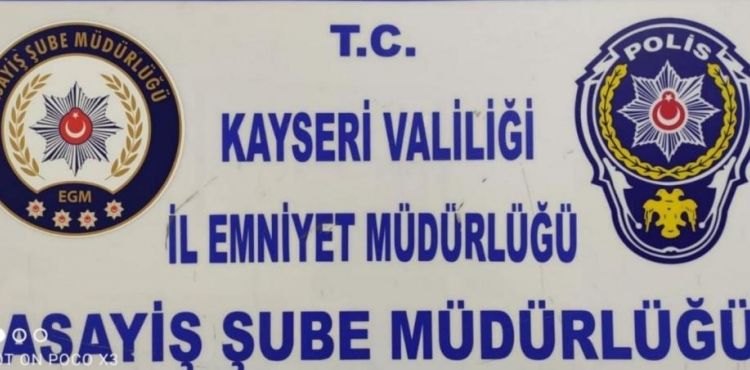 T.C.
KAYSERİ VALİLİĞİ
İL EMNİYET MÜDÜRLÜĞÜ
ASAYİŞ ŞUBE MÜDÜRLÜĞÜ
ASAYİŞ ŞUBE MÜDÜRLÜĞÜ
EGM
POLİS
ON POCO X3